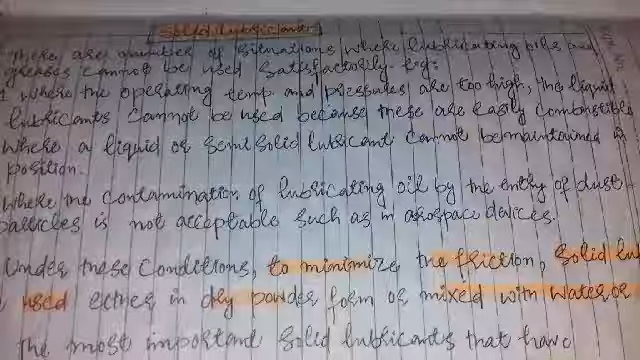 Solid Lubricants
There are number of situations where lubricating oils and
greases cannot be used satisfactorily. Eg:
1 where the operating temp. and pressures are too high, the liquid
lubricants cannot be used because these are easily combustible
Where a liquid or semi solid lubricant cannot be maintained in
position.
Where the contamination of lubricating oil by the entry of dust
particles is not acceptable such as in arospace devices.
Under these conditions, to minimize the friction, solid lub
used either in dry powder form or mixed with water or
The most important solid lubricants that have